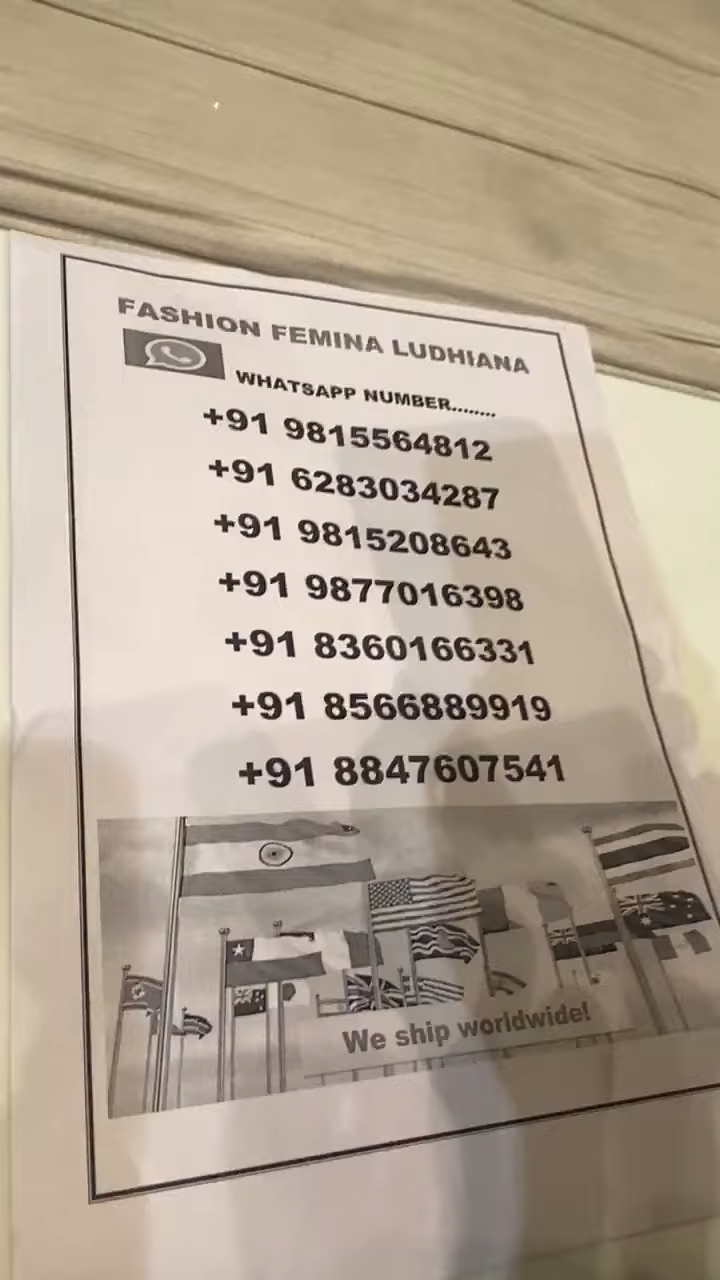 FASHION FEMINA LUDHIANA
WHATSAPP NUMBER........
+91 9815564812
+91 6283034287
+91 9815208643
+91 9877016398
+91 8360166331
+91 8566889919
+91 8847607541
We ship worldwide!